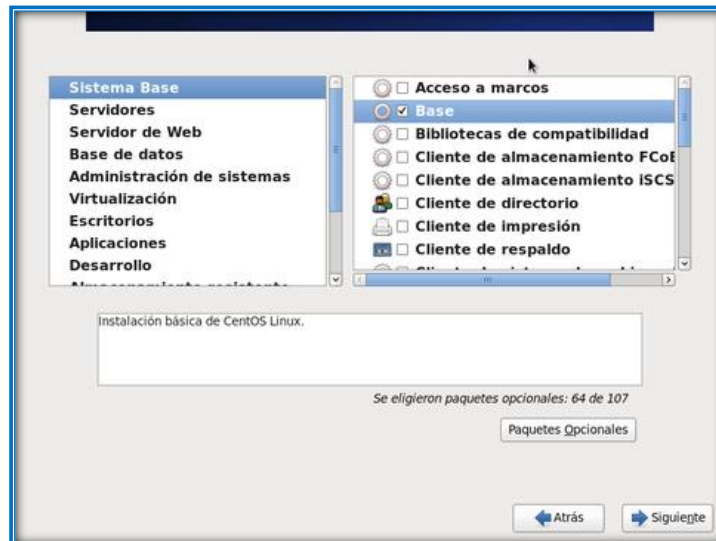 Sistema Base
Servidores
Servidor de Web
Base de datos
Administración de sistemas
Virtualización
Escritorios
Aplicaciones
Desarrollo
Acceso a marcos
Base
Bibliotecas de compatibilidad
Cliente de almacenamiento FCoE
Cliente de almacenamiento iSCS
Cliente de directorio
Cliente de impresión
Cliente de respaldo
Instalación básica de CentOS Linux.
Se eligieron paquetes opcionales: 64 de 107
Paquetes Opcionales
Atrás
Siguiente